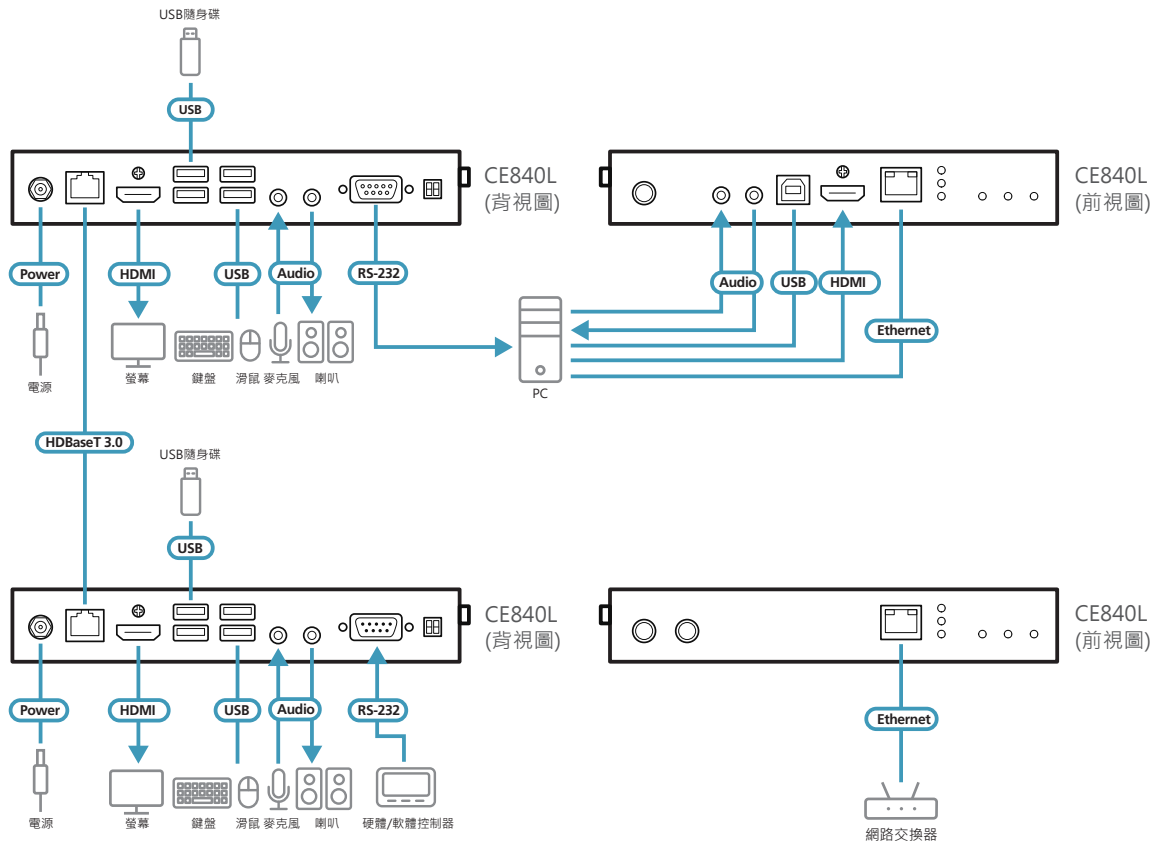 USB隨身碟
USB
CE840L
(背視圖)
CE840L
(前視圖)
Power
HDMI
USB
Audio
RS-232
Audio
USB
HDMI
Ethernet
電源
螢幕
鍵盤
滑鼠
麥克風
喇叭
PC
HDBaseT 3.0
USB隨身碟
USB
CE840L
(背視圖)
CE840L
(前視圖)
Power
HDMI
USB
Audio
RS-232
Ethernet
電源
螢幕
鍵盤
滑鼠
麥克風
喇叭
硬體/軟體控制器
網路交換器